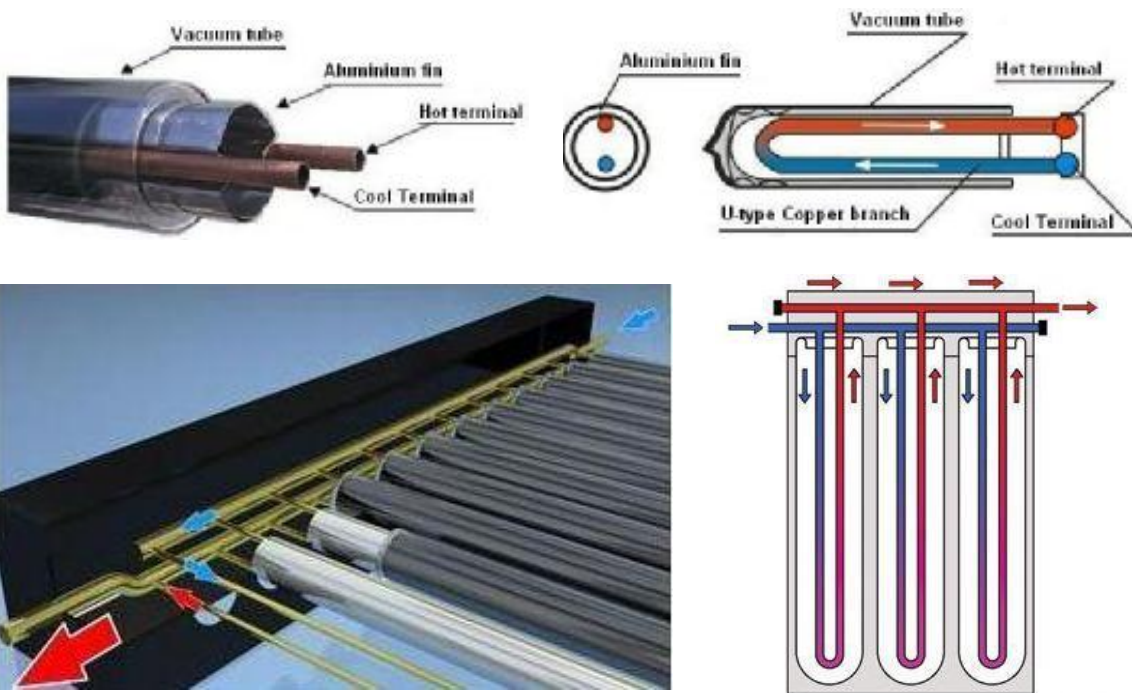 Vacuum tube
Aluminium fin
Hot terminal
Cool Terminal
Vacuum tube
Aluminium fin
Hot terminal
U-type Copper branch
Cool Terminal